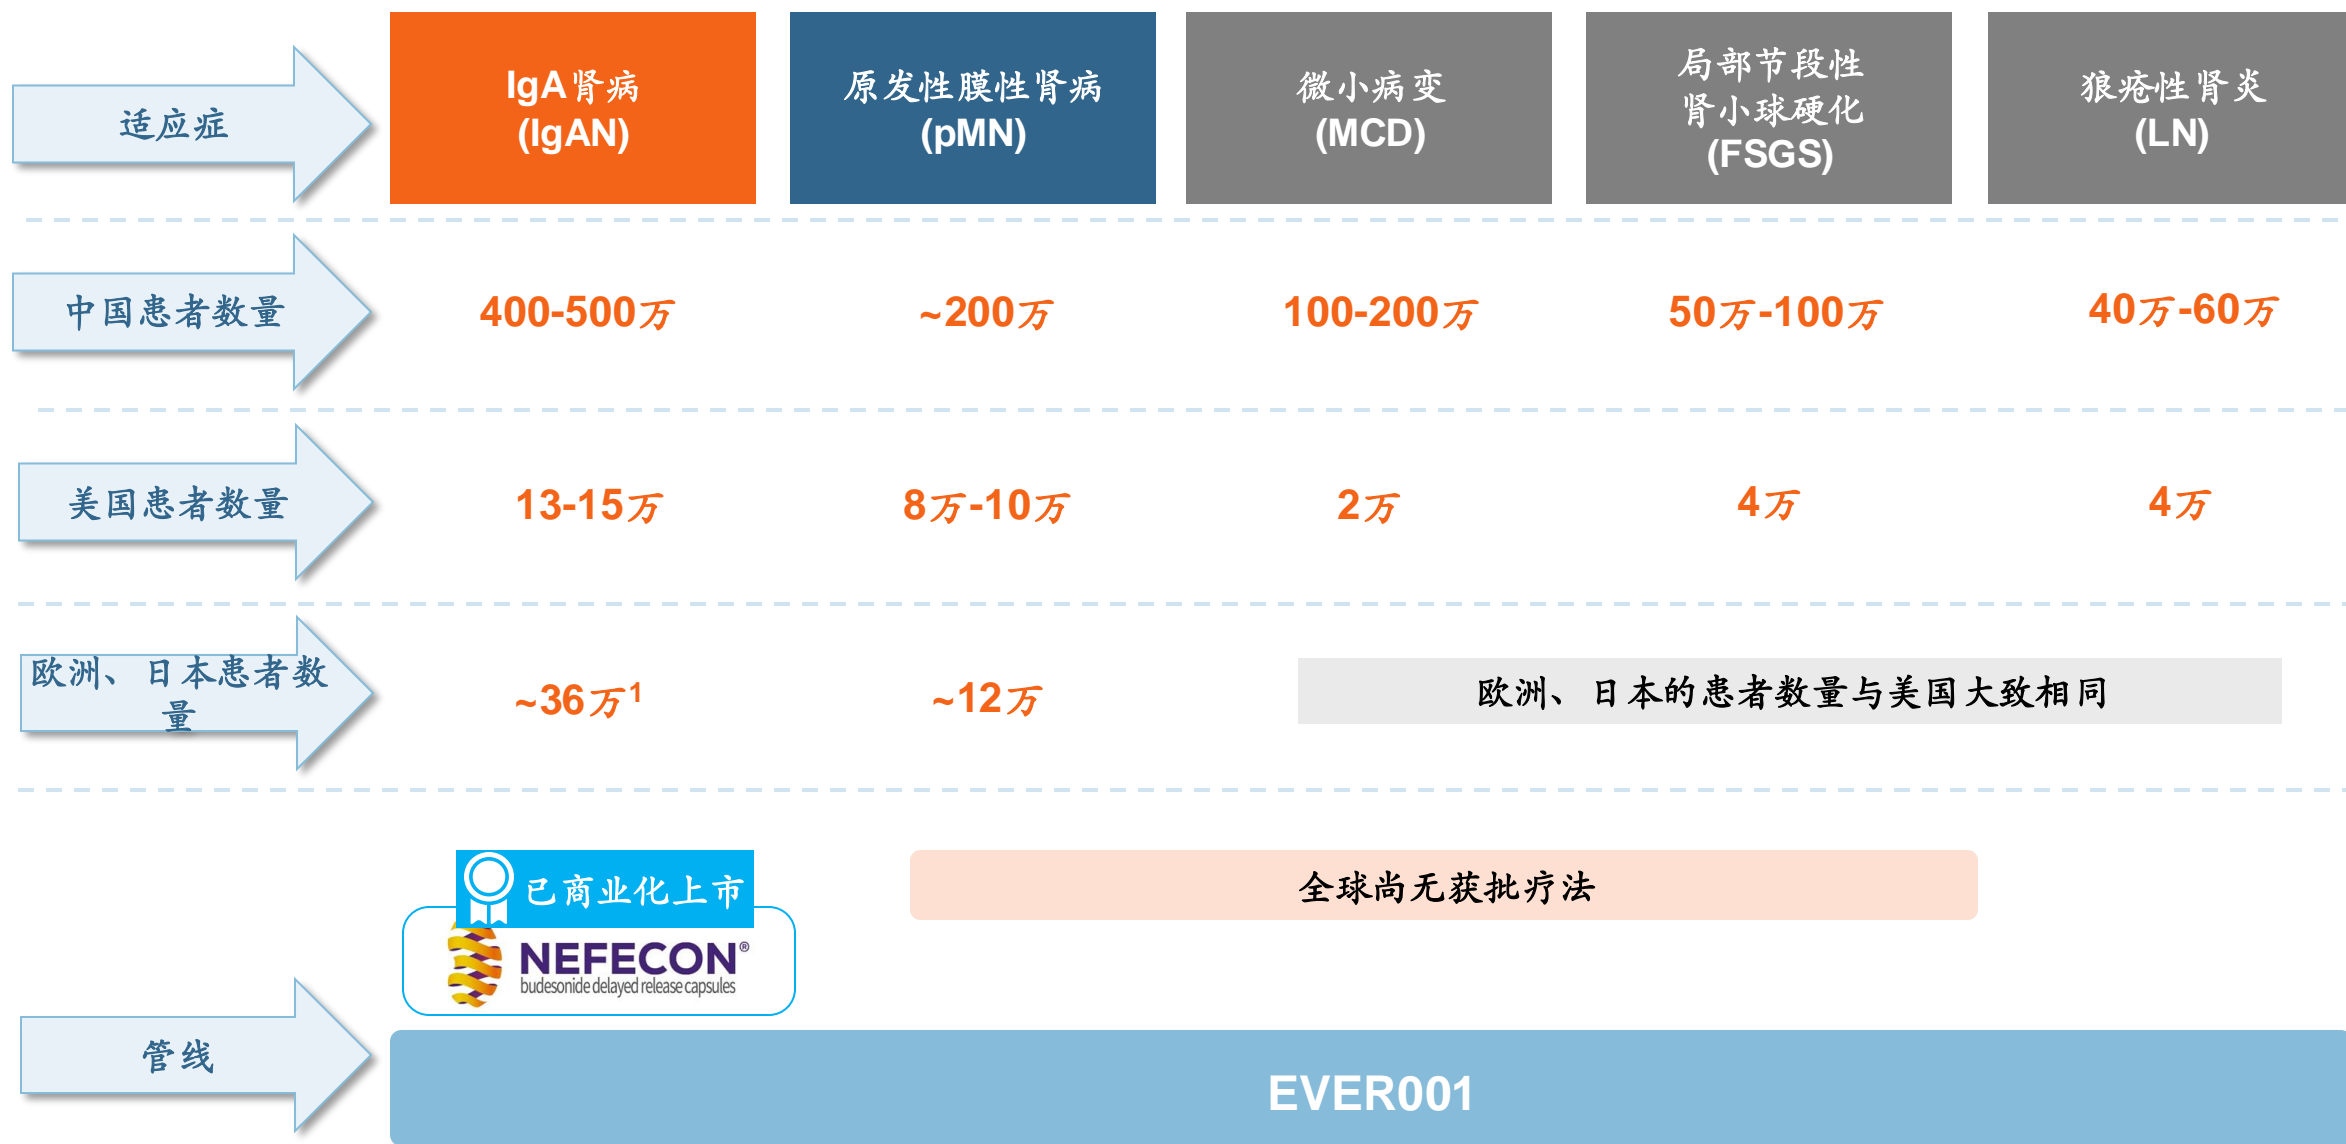 适应症
IgA肾病
(IgAN)
原发性膜性肾病
(pMN)
微小病变
(MCD)
局部节段性
肾小球硬化
(FSGS)
狼疮性肾炎
(LN)
中国患者数量
400-500万
~200万
100-200万
50万-100万
40万-60万
美国患者数量
13-15万
8万-10万
2万
4万
4万
欧洲、日本患者数
量
~36万¹
~12万
欧洲、日本的患者数量与美国大致相同
已商业化上市
全球尚无获批疗法
NEFECON®
budesonide delayed release capsules
管线
EVER001